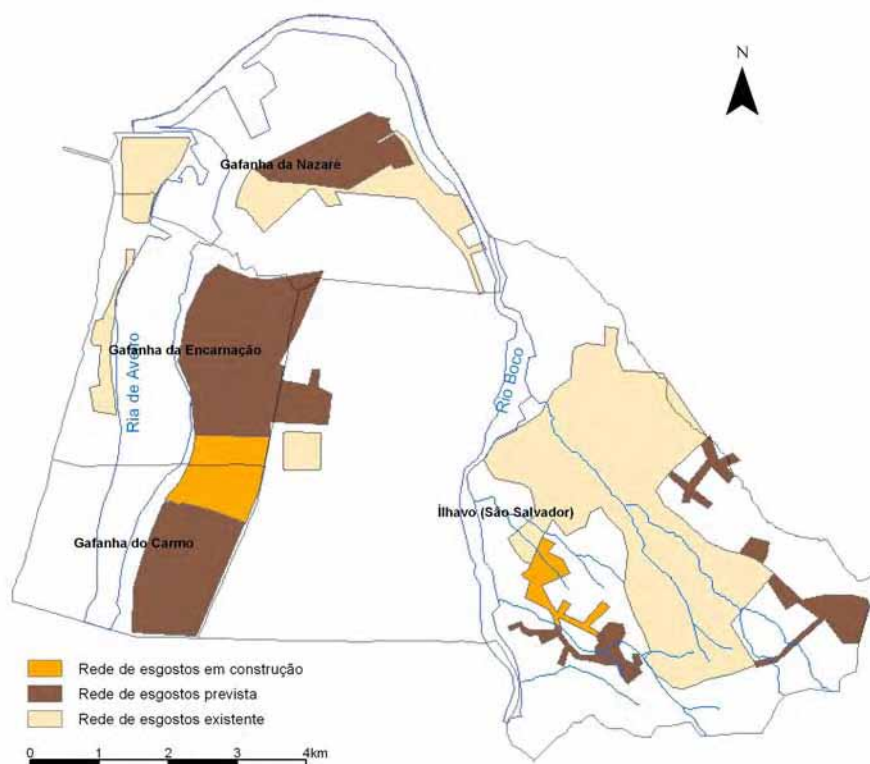 N
Gafanha da Nazaré
Gafanha da Encarnação
Ria de Aveiro
Rio Boco
Ílhavo (São Salvador)
Gafanha do Carmo
Rede de esgostos em construção
Rede de esgostos prevista
Rede de esgostos existente
0 1 2 3 4km